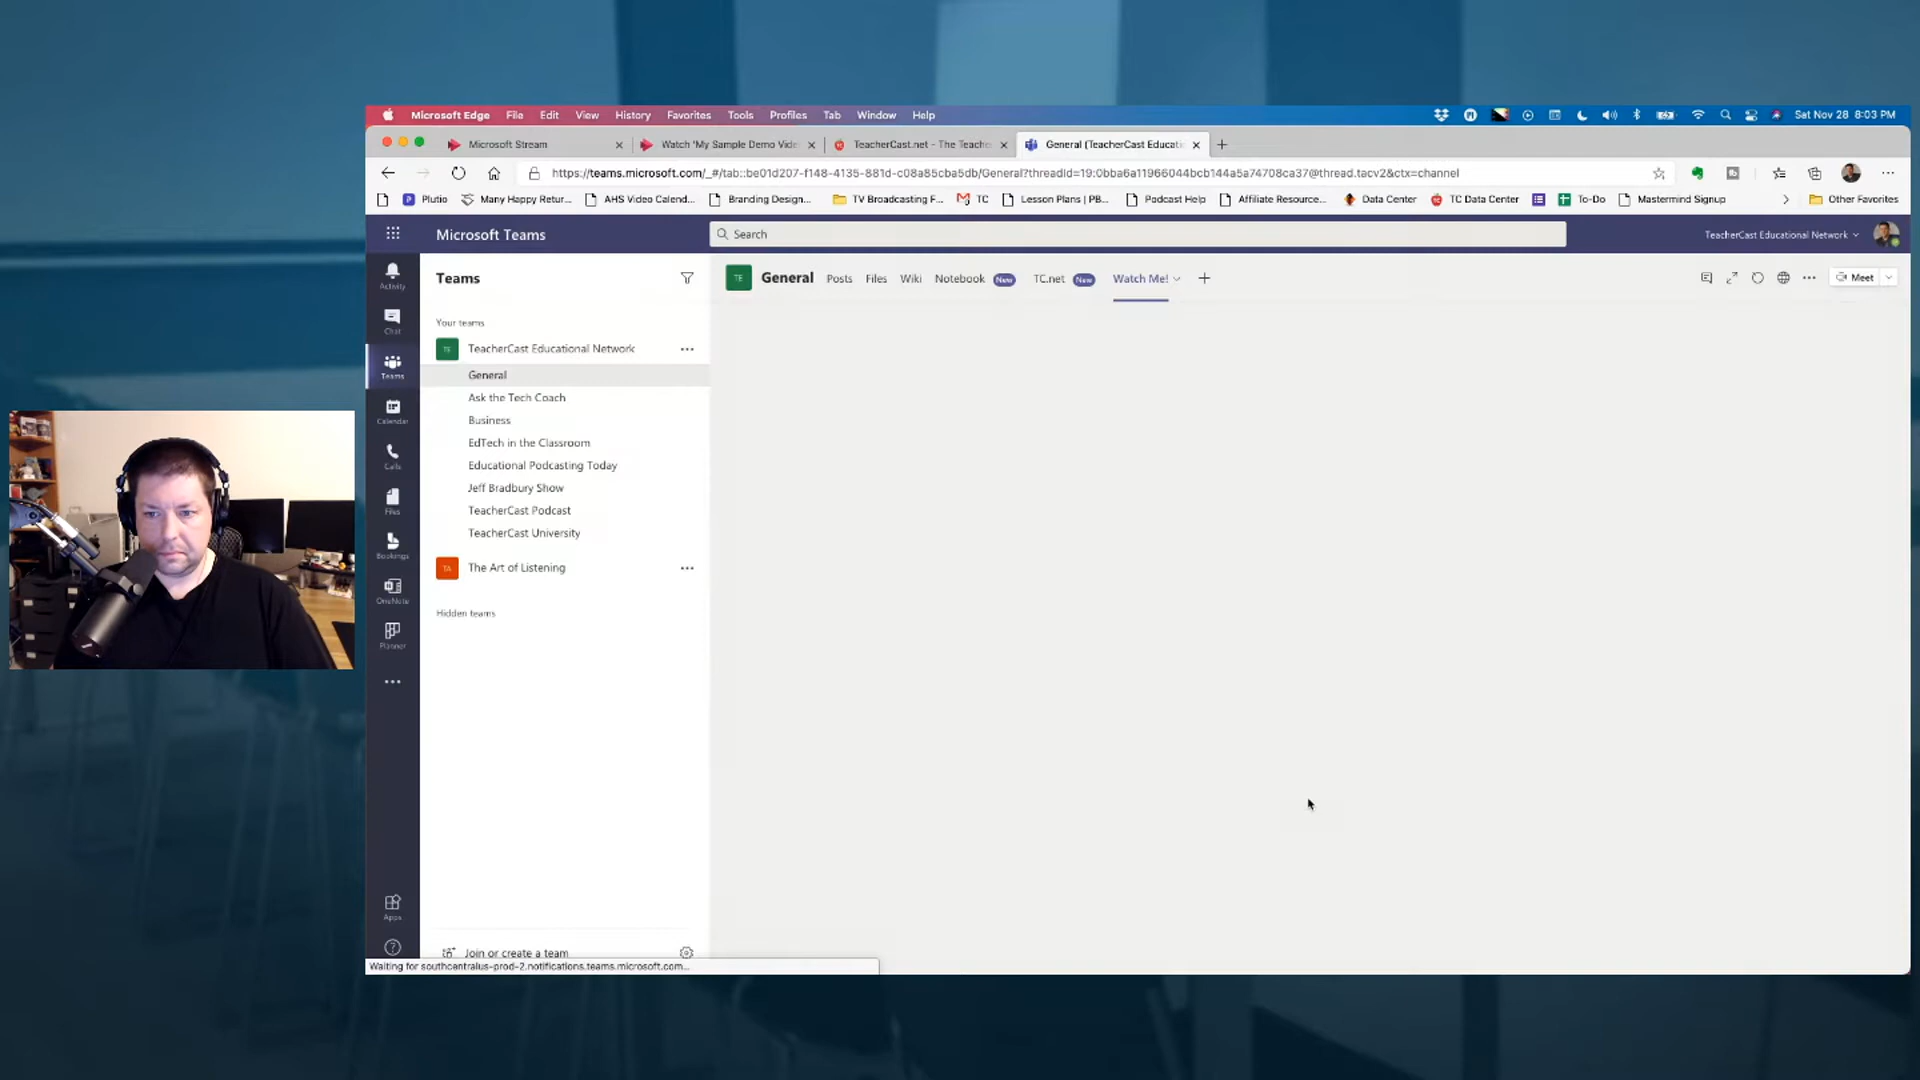 Microsoft Edge File Edit View History Favorites Tools Profiles Tab Window Help Sat Nov 28 8:03 PM
Microsoft Stream Watch 'My Sample Demo Vide TeacherCast.net - The Teache General (TeacherCast Educati
https://teams.microsoft.com/_#/tab::be01d207-f148-4135-881d-c08a85cba5db/General?threadId=19:0bba6a11966044bcb144a5a74708ca37@thread.tacv2&ctx=channel
Plutio Many Happy Retur... AHS Video Calend... Branding Design... TV Broadcasting F... TC Lesson Plans | PB... Podcast Help Affiliate Resource... Data Center TC Data Center To-Do Mastermind Signup Other Favorites
Microsoft Teams Search TeacherCast Educational Network
Teams TE General Posts Files Wiki Notebook New TC.net New Watch Me! Meet
Activity
Chat
Teams
Calendar
Calls
Files
Bookings
OneNote
Planner
Apps
Your teams
TE TeacherCast Educational Network
General
Ask the Tech Coach
Business
EdTech in the Classroom
Educational Podcasting Today
Jeff Bradbury Show
TeacherCast Podcast
TeacherCast University
TA The Art of Listening
Hidden teams
Join or create a team
Waiting for southcentralus-prod-2.notifications.teams.microsoft.com...